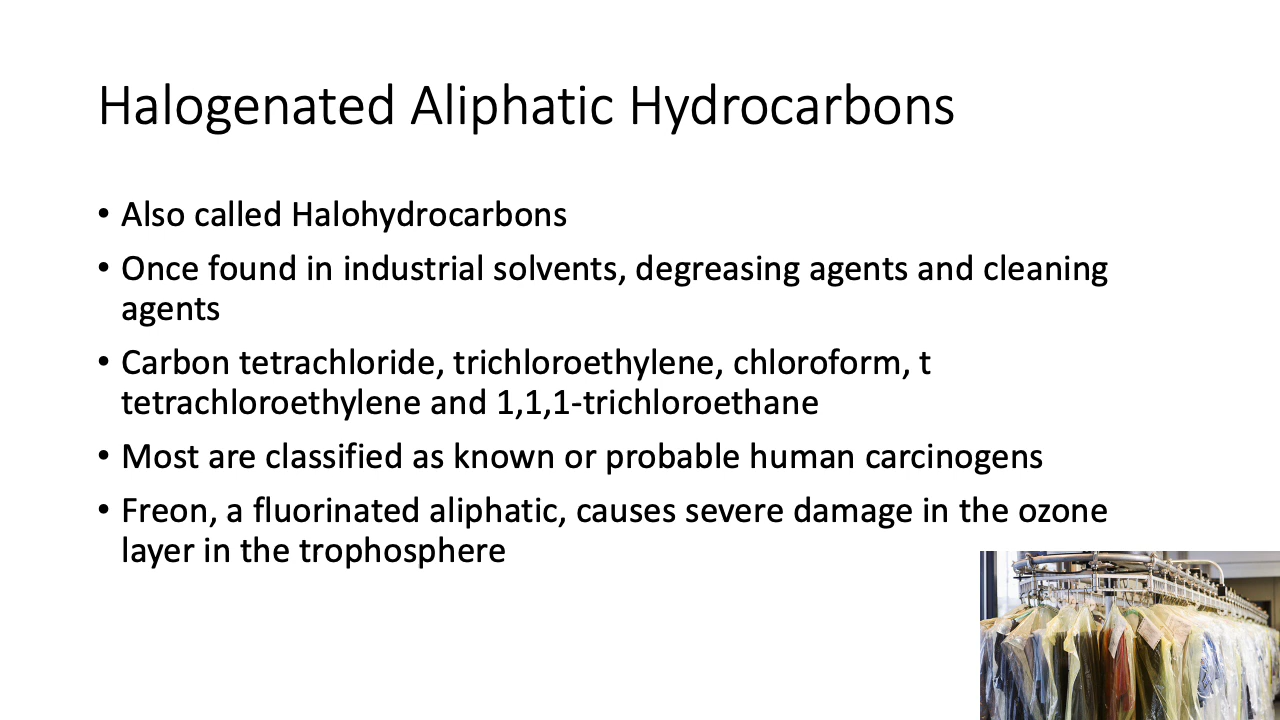 Halogenated Aliphatic Hydrocarbons
• Also called Halohydrocarbons
• Once found in industrial solvents, degreasing agents and cleaning
agents
• Carbon tetrachloride, trichloroethylene, chloroform, t
tetrachloroethylene and 1,1,1-trichloroethane
• Most are classified as known or probable human carcinogens
• Freon, a fluorinated aliphatic, causes severe damage in the ozone
layer in the trophosphere